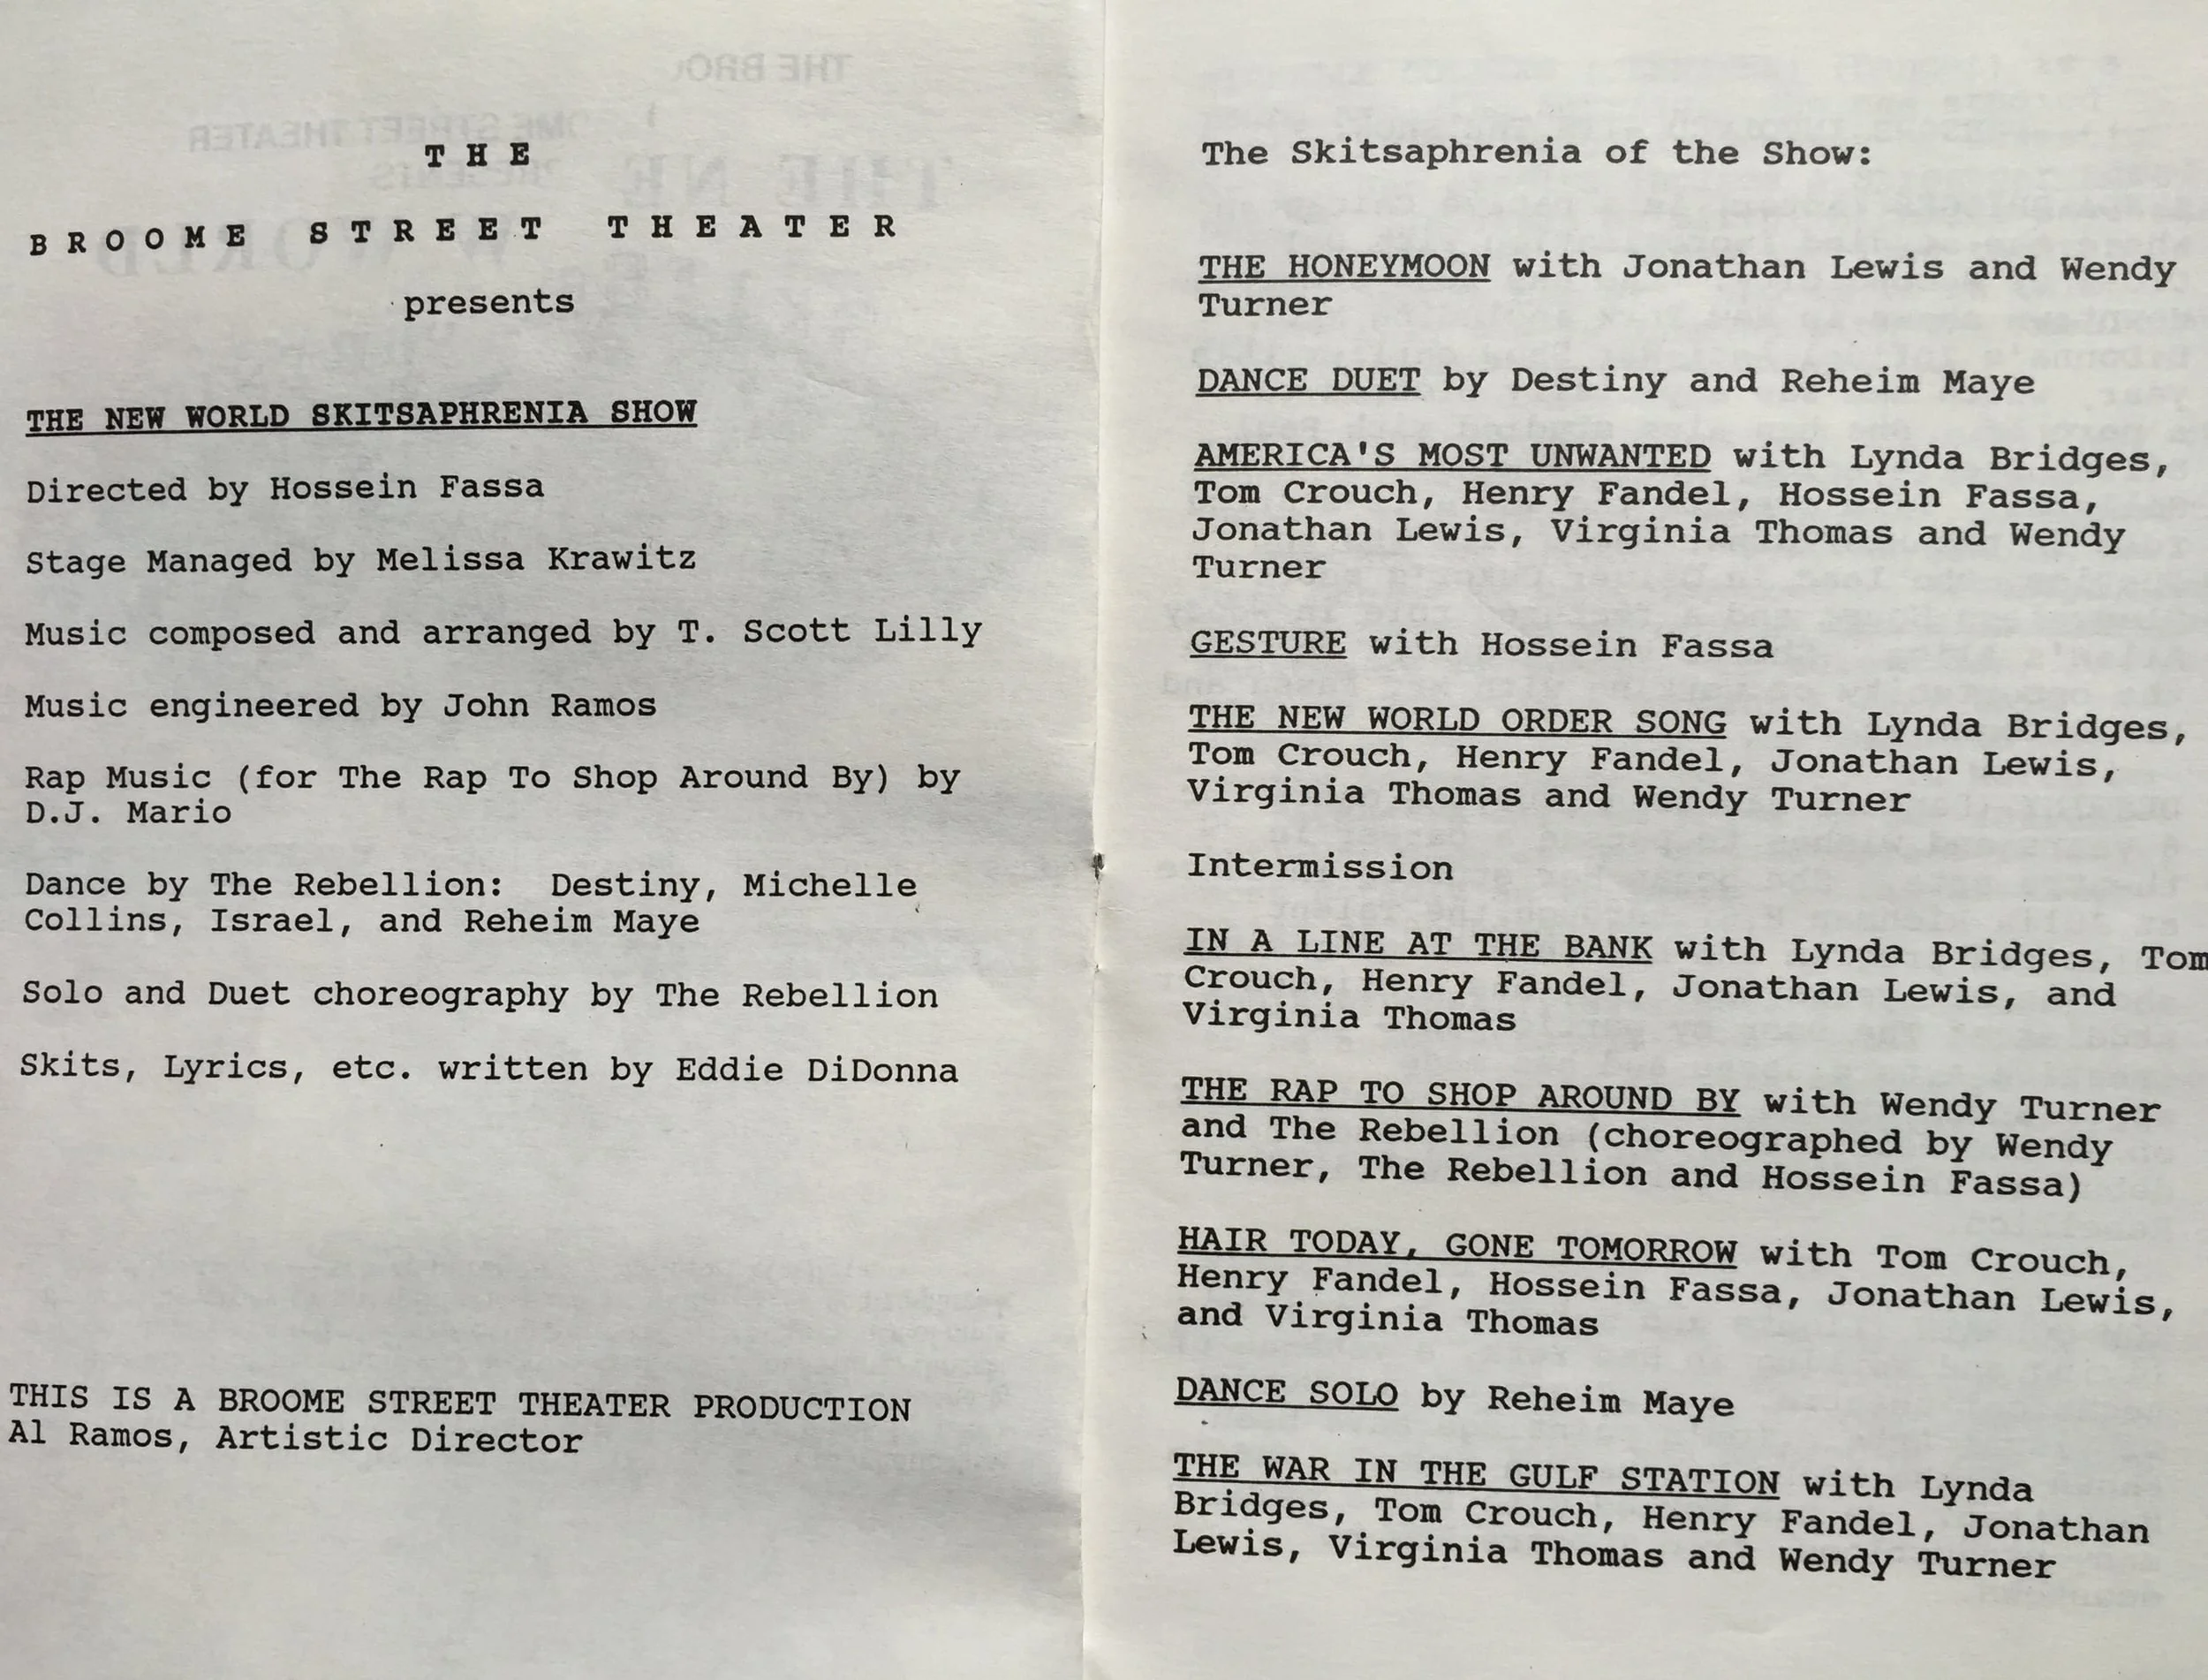 THE
BROOME STREET THEATER
presents
THE NEW WORLD SKITSAPHRENIA SHOW
Directed by Hossein Fassa
Stage Managed by Melissa Krawitz
Music composed and arranged by T. Scott Lilly
Music engineered by John Ramos
Rap Music (for The Rap To Shop Around By) by
D.J. Mario
Dance by The Rebellion: Destiny, Michelle
Collins, Israel, and Reheim Maye
Solo and Duet choreography by The Rebellion
Skits, Lyrics, etc. written by Eddie DiDonna
THIS IS A BROOME STREET THEATER PRODUCTION
Al Ramos, Artistic Director
The Skitsaphrenia of the Show:
THE HONEYMOON with Jonathan Lewis and Wendy
Turner
DANCE DUET by Destiny and Reheim Maye
AMERICA'S MOST UNWANTED with Lynda Bridges,
Tom Crouch, Henry Fandel, Hossein Fassa,
Jonathan Lewis, Virginia Thomas and Wendy
Turner
GESTURE with Hossein Fassa
THE NEW WORLD ORDER SONG with Lynda Bridges,
Tom Crouch, Henry Fandel, Jonathan Lewis,
Virginia Thomas and Wendy Turner
Intermission
IN A LINE AT THE BANK with Lynda Bridges, Tom
Crouch, Henry Fandel, Jonathan Lewis, and
Virginia Thomas
THE RAP TO SHOP AROUND BY with Wendy Turner
and The Rebellion (choreographed by Wendy
Turner, The Rebellion and Hossein Fassa)
HAIR TODAY, GONE TOMORROW with Tom Crouch,
Henry Fandel, Hossein Fassa, Jonathan Lewis,
and Virginia Thomas
DANCE SOLO by Reheim Maye
THE WAR IN THE GULF STATION with Lynda
Bridges, Tom Crouch, Henry Fandel, Jonathan
Lewis, Virginia Thomas and Wendy Turner